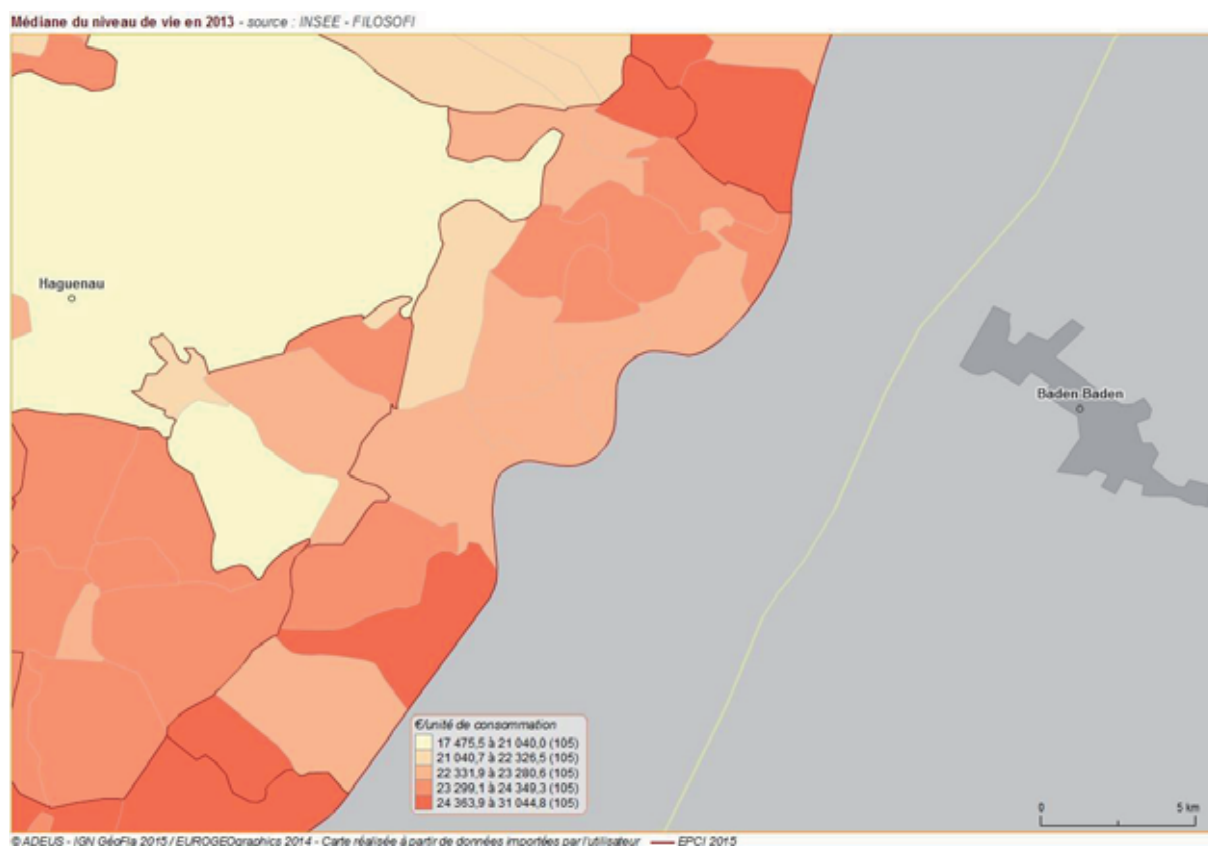 Médiane du niveau de vie en 2013 - source : INSEE - FILOSOFI
Haguenau
Baden Baden
€/unité de consommation
17 475,5 à 21 040,0 (105)
21 040,7 à 22 326,5 (105)
22 331,9 à 23 280,6 (105)
23 299,1 à 24 349,3 (105)
24 363,9 à 31 044,8 (105)
0 5 km
© ADEUS - IGN GéoFla 2015 / EUROGEOgraphics 2014 - Carte réalisée à partir de données importées par l'utilisateur EPCI 2015